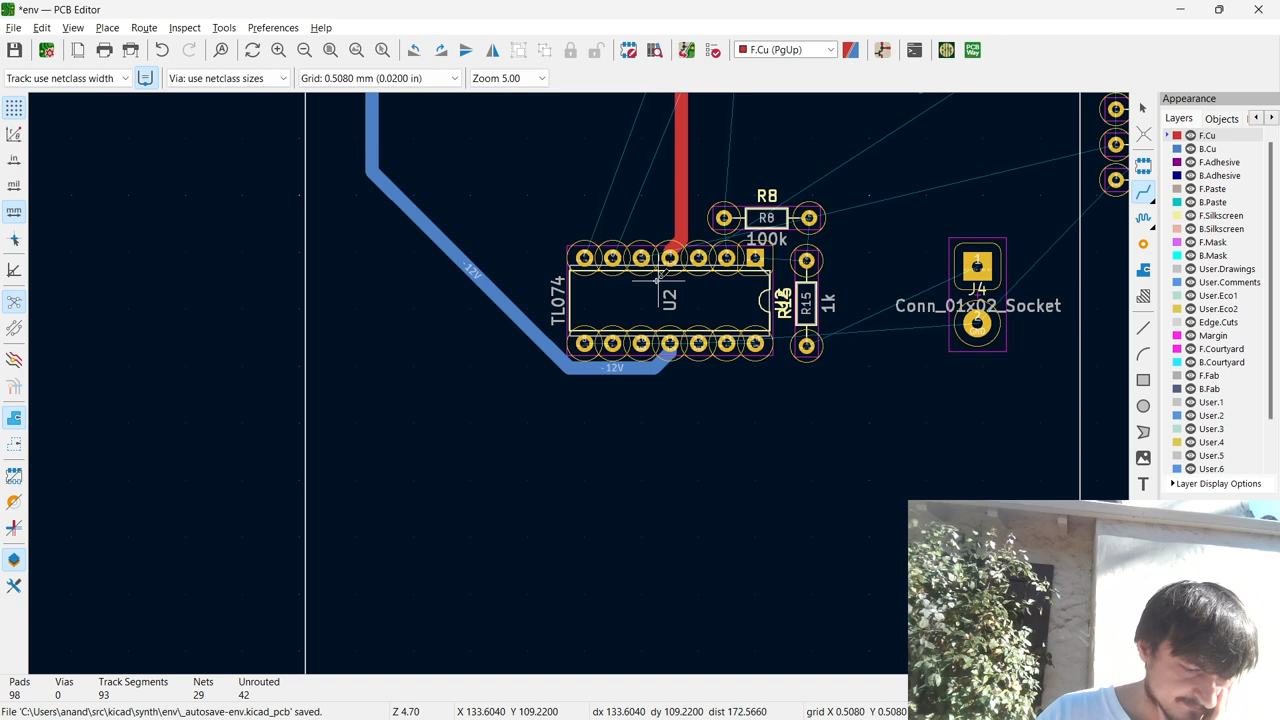 *env — PCB Editor
File Edit View Place Route Inspect Tools Preferences Help
F.Cu (PgUp)
Track: use netclass width
Via: use netclass sizes
Grid: 0.5080 mm (0.0200 in)
Zoom 5.00
in
mil
mm
Appearance
Layers Objects
F.Cu
B.Cu
F.Adhesive
B.Adhesive
F.Paste
B.Paste
F.Silkscreen
B.Silkscreen
F.Mask
B.Mask
User.Drawings
User.Comments
User.Eco1
User.Eco2
Edge.Cuts
Margin
F.Courtyard
B.Courtyard
F.Fab
B.Fab
User.1
User.2
User.3
User.4
User.5
User.6
Layer Display Options
R8
R8
100k
-12V
TL074
U2
R15
1k
1
J4
Conn_01x02_Socket
2
-12V
Pads Vias Track Segments Nets Unrouted
98 0 93 29 42
File 'C:\Users\anand\src\kicad\synth\env\_autosave-env.kicad_pcb' saved.
Z 4.70
X 133.6040 Y 109.2200
dx 133.6040 dy 109.2200 dist 172.5660
grid X 0.5080 Y 0.5080